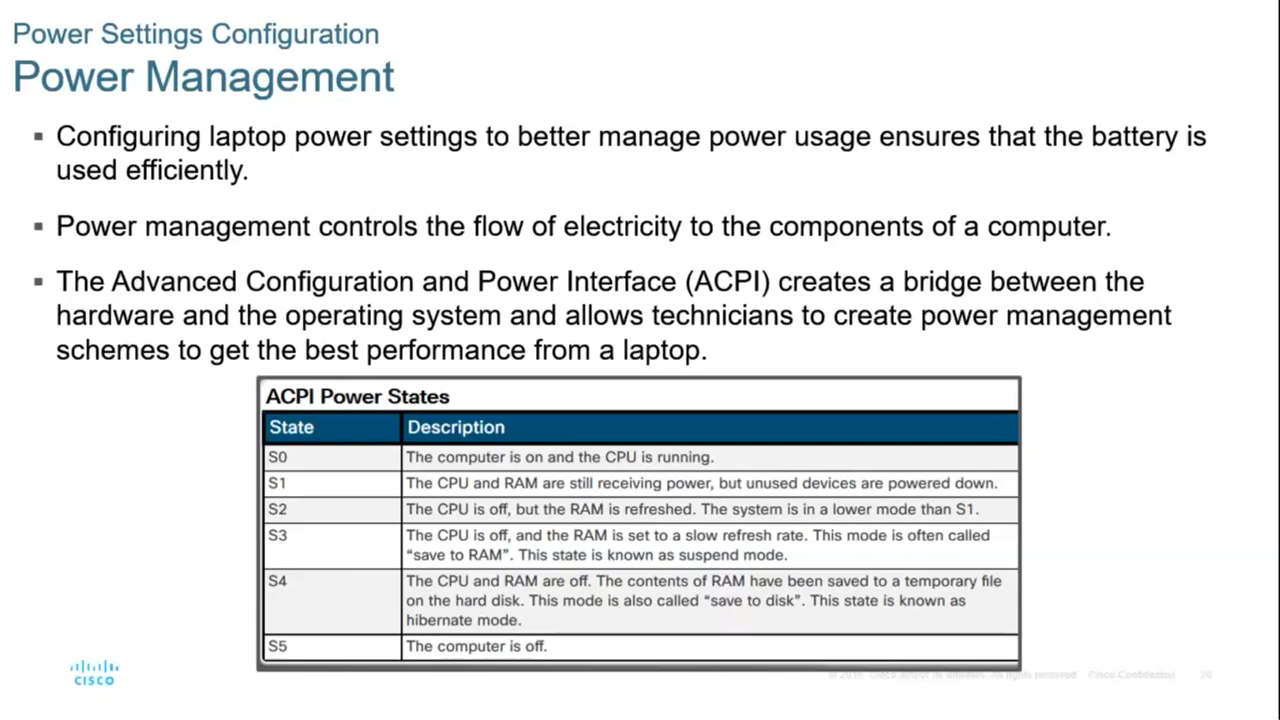 Power Settings Configuration
Power Management
▪ Configuring laptop power settings to better manage power usage ensures that the battery is
used efficiently.
▪ Power management controls the flow of electricity to the components of a computer.
▪ The Advanced Configuration and Power Interface (ACPI) creates a bridge between the
hardware and the operating system and allows technicians to create power management
schemes to get the best performance from a laptop.
ACPI Power States
State Description
S0 The computer is on and the CPU is running.
S1 The CPU and RAM are still receiving power, but unused devices are powered down.
S2 The CPU is off, but the RAM is refreshed. The system is in a lower mode than S1.
S3 The CPU is off, and the RAM is set to a slow refresh rate. This mode is often called
“save to RAM”. This state is known as suspend mode.
S4 The CPU and RAM are off. The contents of RAM have been saved to a temporary file
on the hard disk. This mode is also called “save to disk”. This state is known as
hibernate mode.
S5 The computer is off.
CISCO
Cisco Confidential